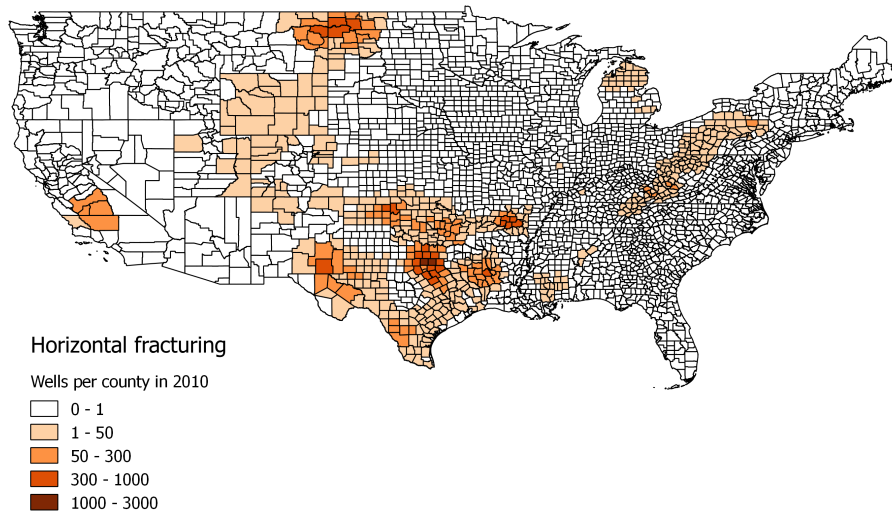 Horizontal fracturing
Wells per county in 2010
0 - 1
1 - 50
50 - 300
300 - 1000
1000 - 3000